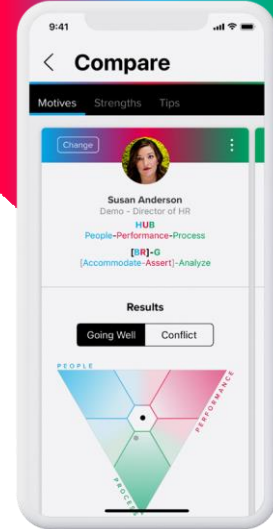 9:41
Compare
Motives Strengths Tips
Change
Susan Anderson
Demo - Director of HR
HUB
People-Performance-Process
[BR]-G
[Accommodate-Assert]-Analyze
Results
Going Well Conflict
PEOPLE
PERFORMANCE
PROCESS